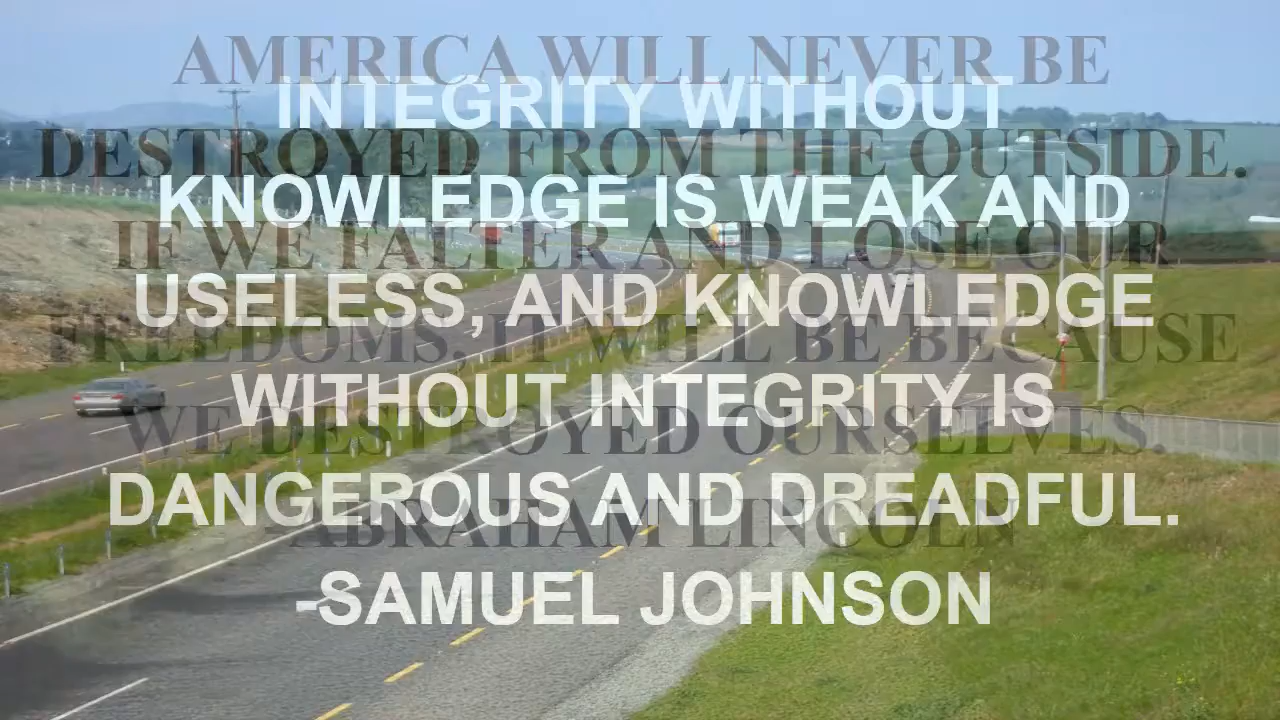 AMERICA WILL NEVER BE
DESTROYED FROM THE OUTSIDE.
IF WE FALTER AND LOSE OUR
FREEDOMS, IT WILL BE BECAUSE
WE DESTROYED OURSELVES.
-ABRAHAM LINCOLN
INTEGRITY WITHOUT
KNOWLEDGE IS WEAK AND
USELESS, AND KNOWLEDGE
WITHOUT INTEGRITY IS
DANGEROUS AND DREADFUL.
-SAMUEL JOHNSON